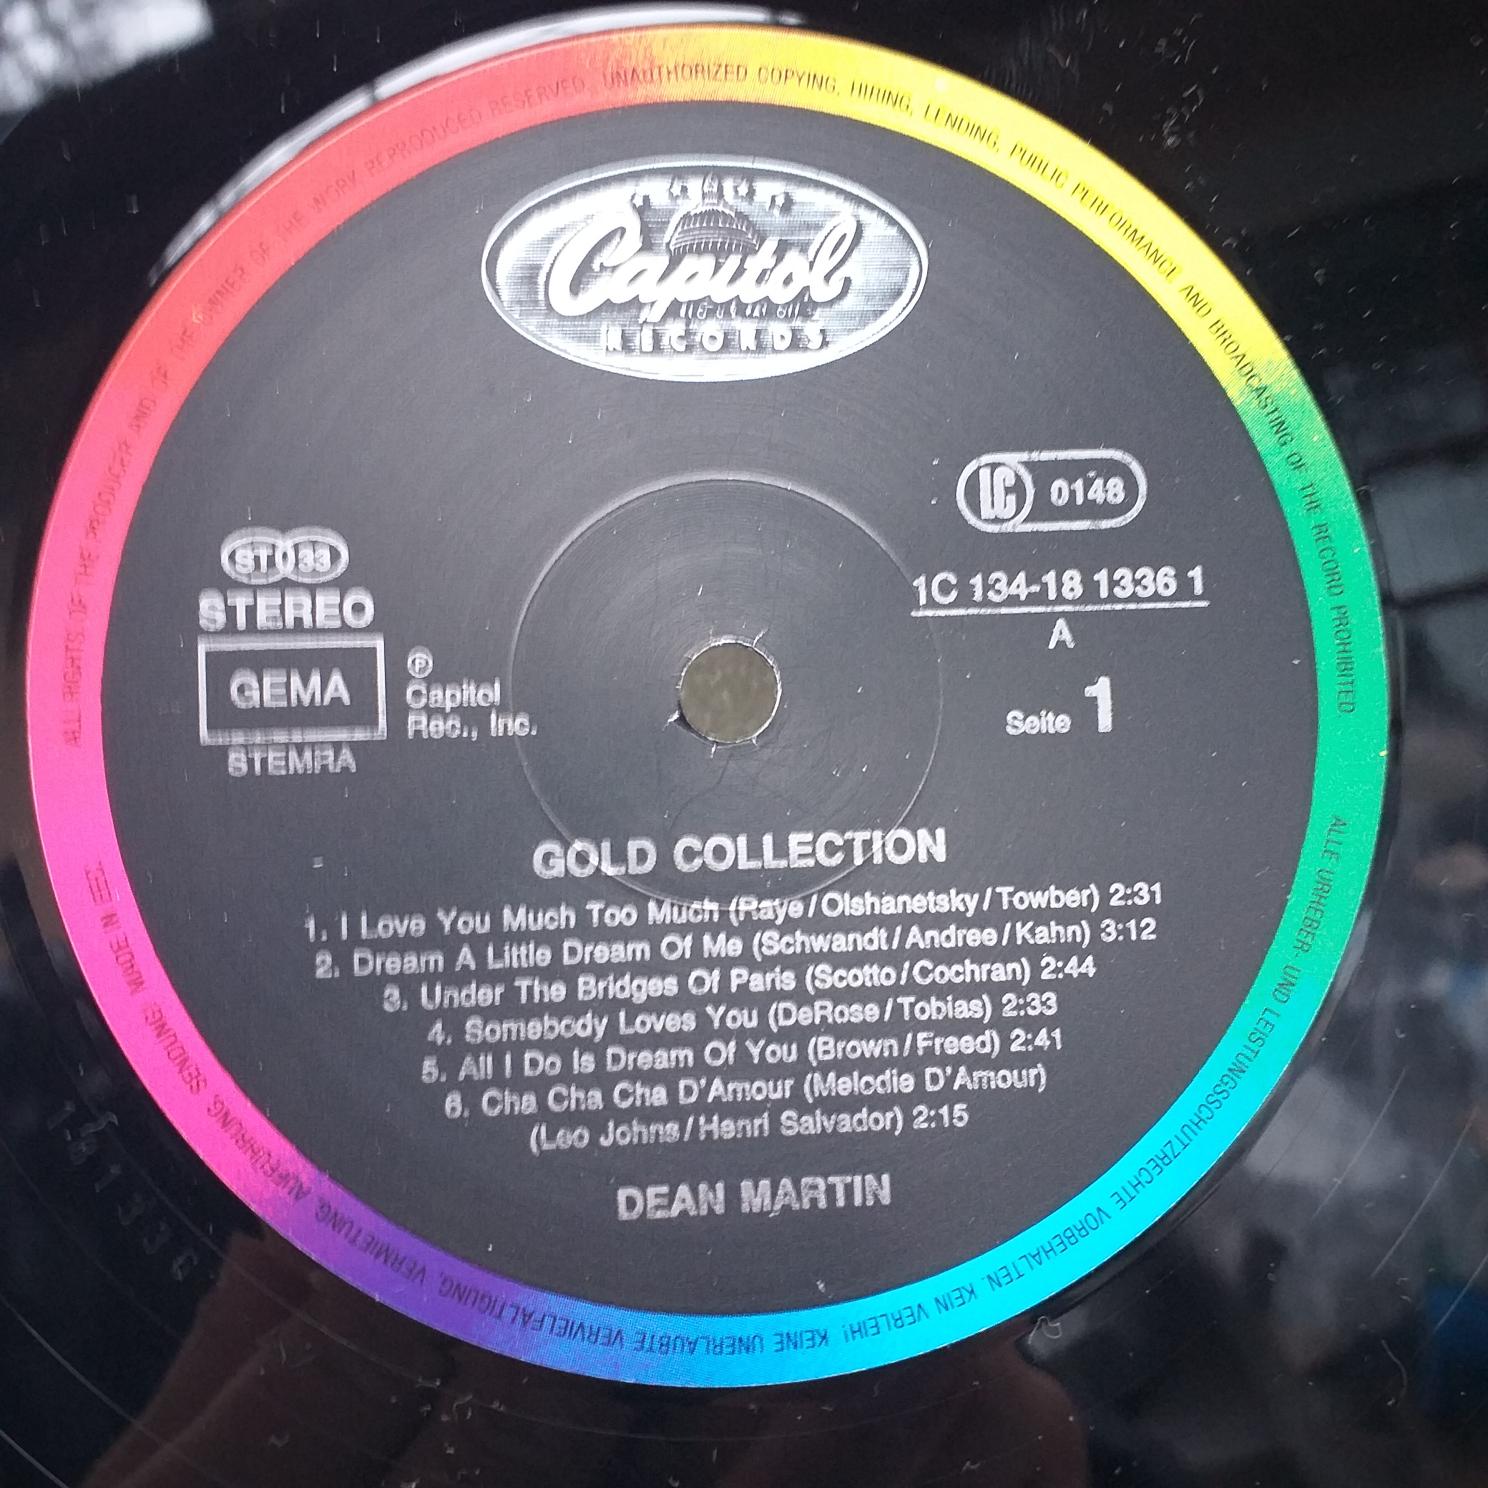 ALL RIGHTS OF THE PRODUCER AND OF THE OWNER OF THE WORK REPRODUCED RESERVED. UNAUTHORIZED COPYING, HIRING, LENDING, PUBLIC PERFORMANCE AND BROADCASTING OF THE RECORD PROHIBITED.
Capitol
RECORDS
LC 0148
ST 33
STEREO
GEMA
STEMRA
Ⓟ
Capitol
Rec., Inc.
1C 134-18 1336 1
A
Seite 1
GOLD COLLECTION
1. I Love You Much Too Much (Raye/Olshanetsky/Towber) 2:31
2. Dream A Little Dream Of Me (Schwandt/Andree/Kahn) 3:12
3. Under The Bridges Of Paris (Scotto/Cochran) 2:44
4. Somebody Loves You (DeRose/Tobias) 2:33
5. All I Do Is Dream Of You (Brown/Freed) 2:41
6. Cha Cha Cha D'Amour (Melodie D'Amour)
(Leo Johns/Henri Salvador) 2:15
DEAN MARTIN
ALLE URHEBER- UND LEISTUNGSSCHUTZRECHTE VORBEHALTEN. KEIN VERLEIH! KEINE UNERLAUBTE VERVIELFÄLTIGUNG, VERMIETUNG, AUFFÜHRUNG, SENDUNG! MADE IN EEC